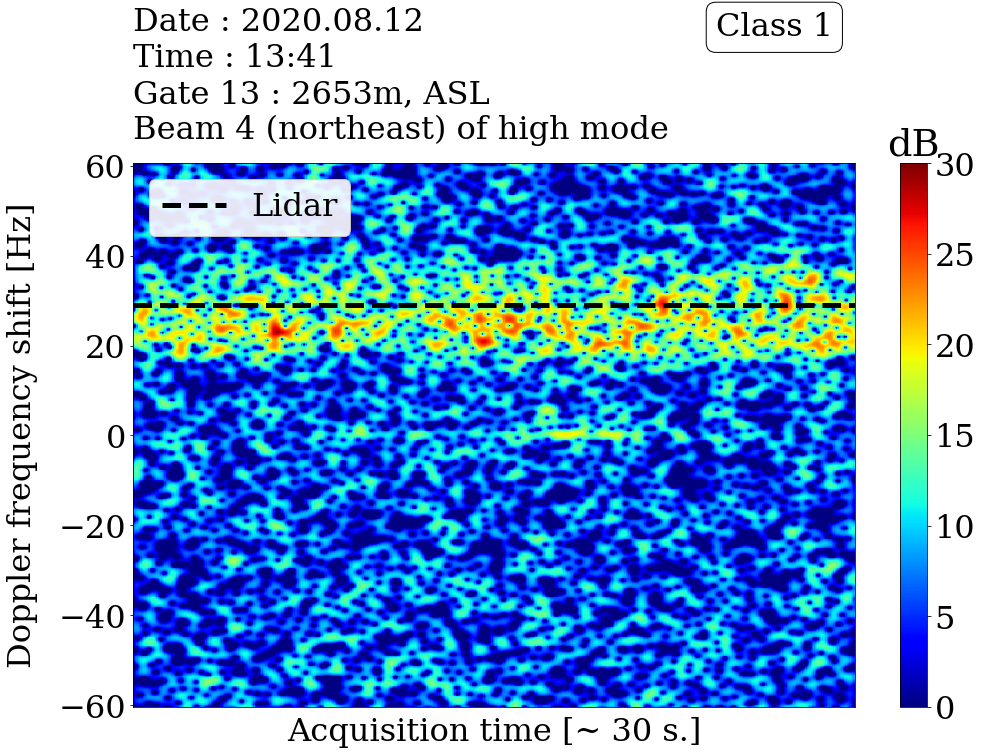 Date : 2020.08.12
Time : 13:41
Gate 13 : 2653m, ASL
Beam 4 (northeast) of high mode
Class 1
dB
60
40
20
0
−20
−40
−60
Doppler frequency shift [Hz]
Lidar
Acquisition time [~ 30 s.]
30
25
20
15
10
5
0